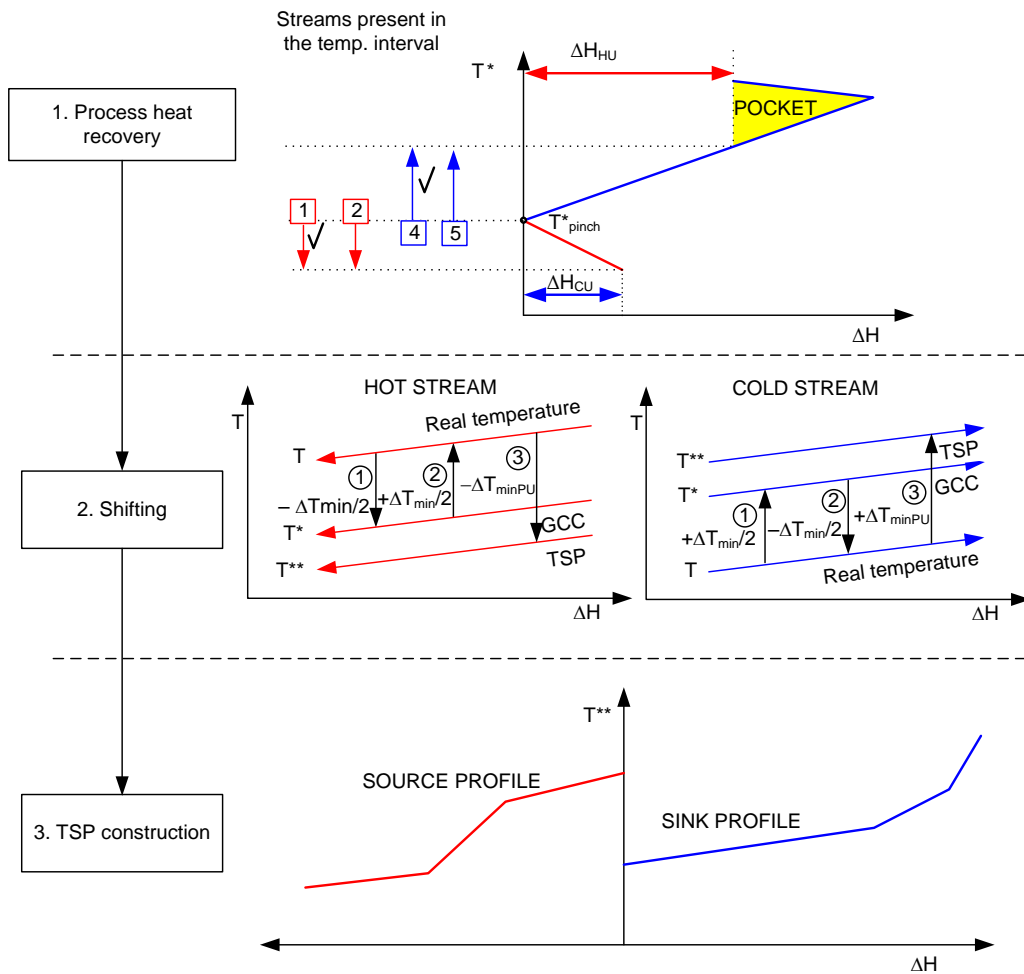 Streams present in
the temp. interval
T*
ΔH_HU
1. Process heat
recovery
POCKET
√
1
2
√
4
5
T*_pinch
ΔH_CU
ΔH
HOT STREAM
COLD STREAM
T
Real temperature
T
① ② ③
− ΔTmin/2
+ΔT_min/2
−ΔT_minPU
T*
GCC
T**
TSP
ΔH
T
T**
TSP
T*
GCC
① ② ③
+ΔT_min/2
−ΔT_min/2
+ΔT_minPU
T
Real temperature
ΔH
2. Shifting
T**
SOURCE PROFILE
SINK PROFILE
3. TSP construction
ΔH